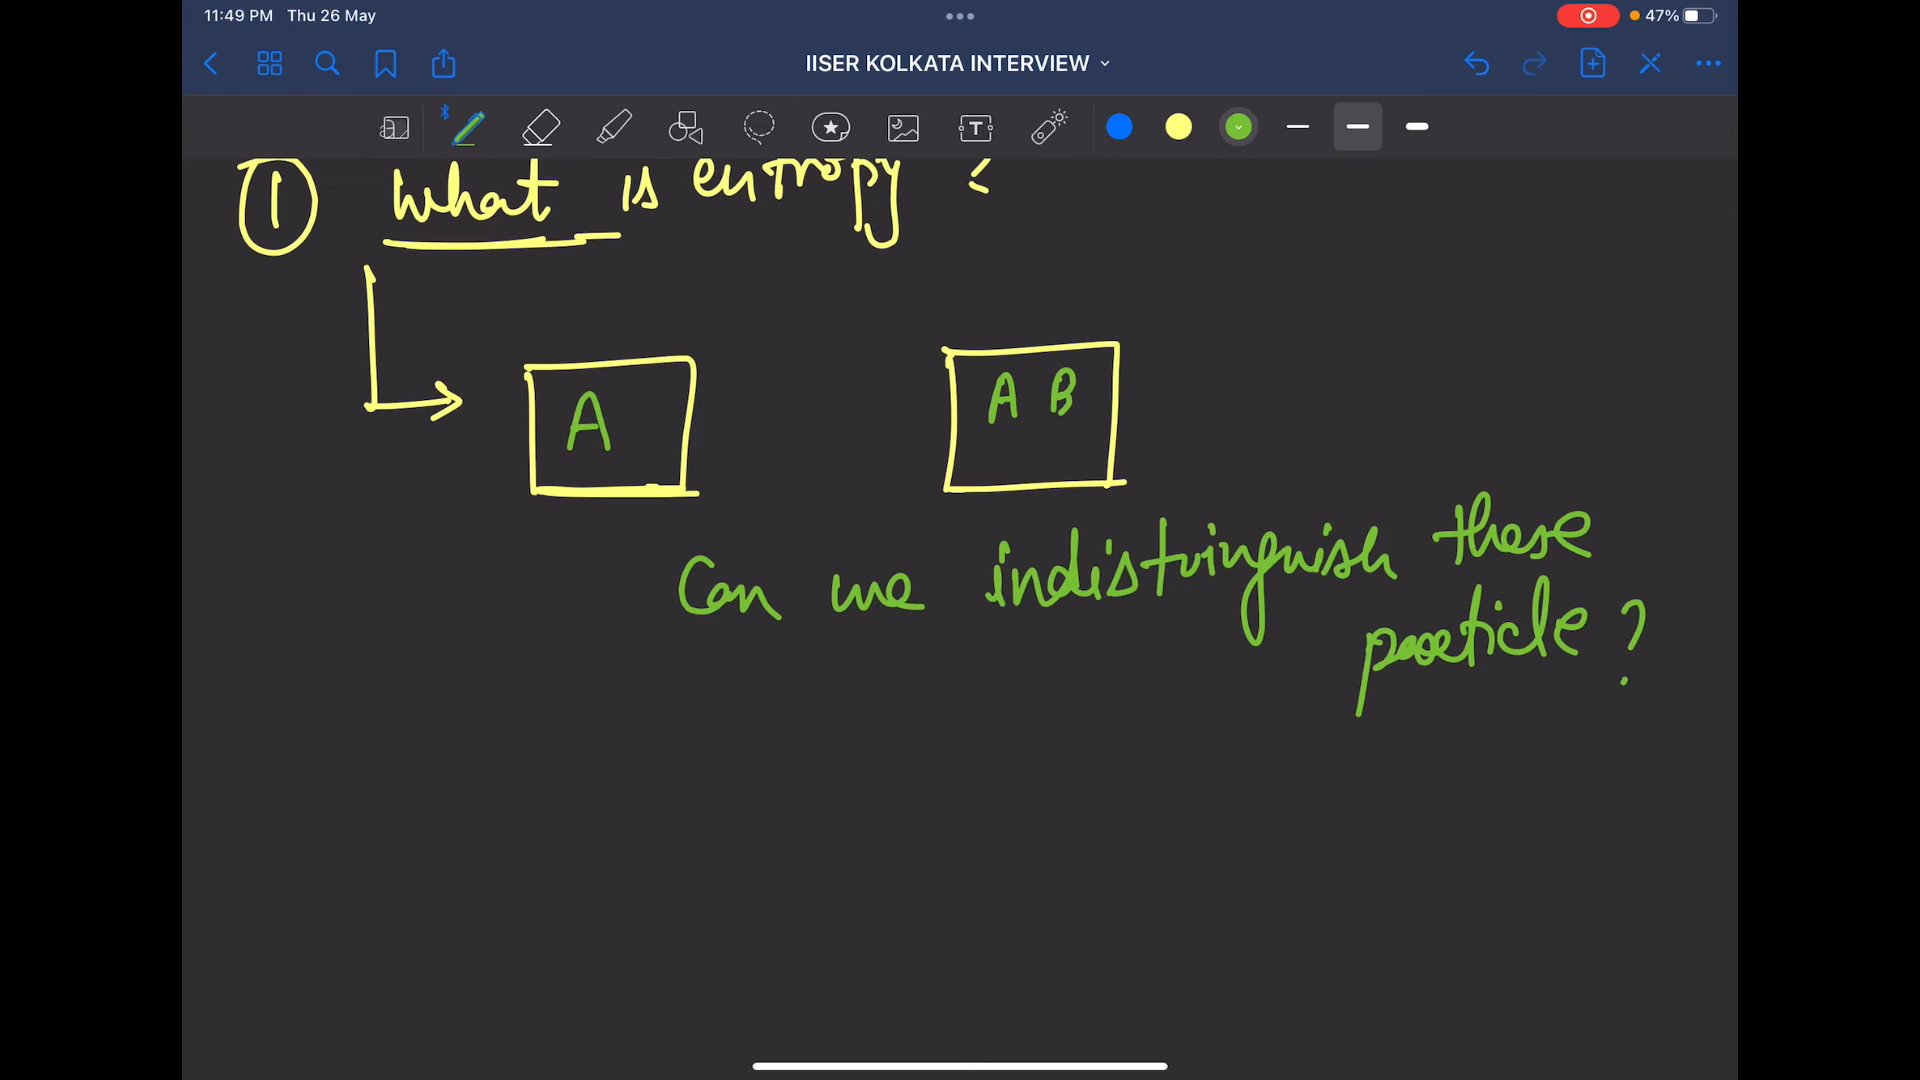 11:49 PM Thu 26 May
47%
IISER KOLKATA INTERVIEW
1 What is entropy ?
A
A B
Can we indistinguish these
particle ?